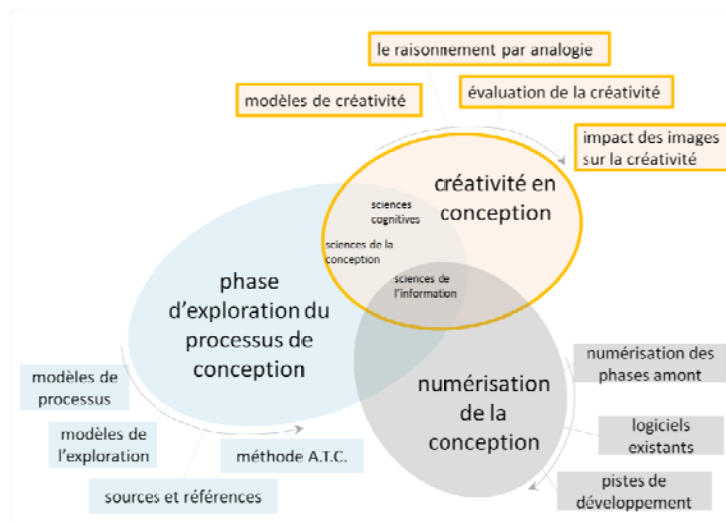 le raisonnement par analogie
modèles de créativité
évaluation de la créativité
impact des images
sur la créativité
créativité en
conception
sciences
cognitives
sciences de la
conception
sciences de
l'information
phase
d'exploration du
processus de
conception
modèles de
processus
modèles de
l'exploration
méthode A.T.C.
sources et références
numérisation
de la
conception
numérisation des
phases amont
logiciels
existants
pistes de
développement